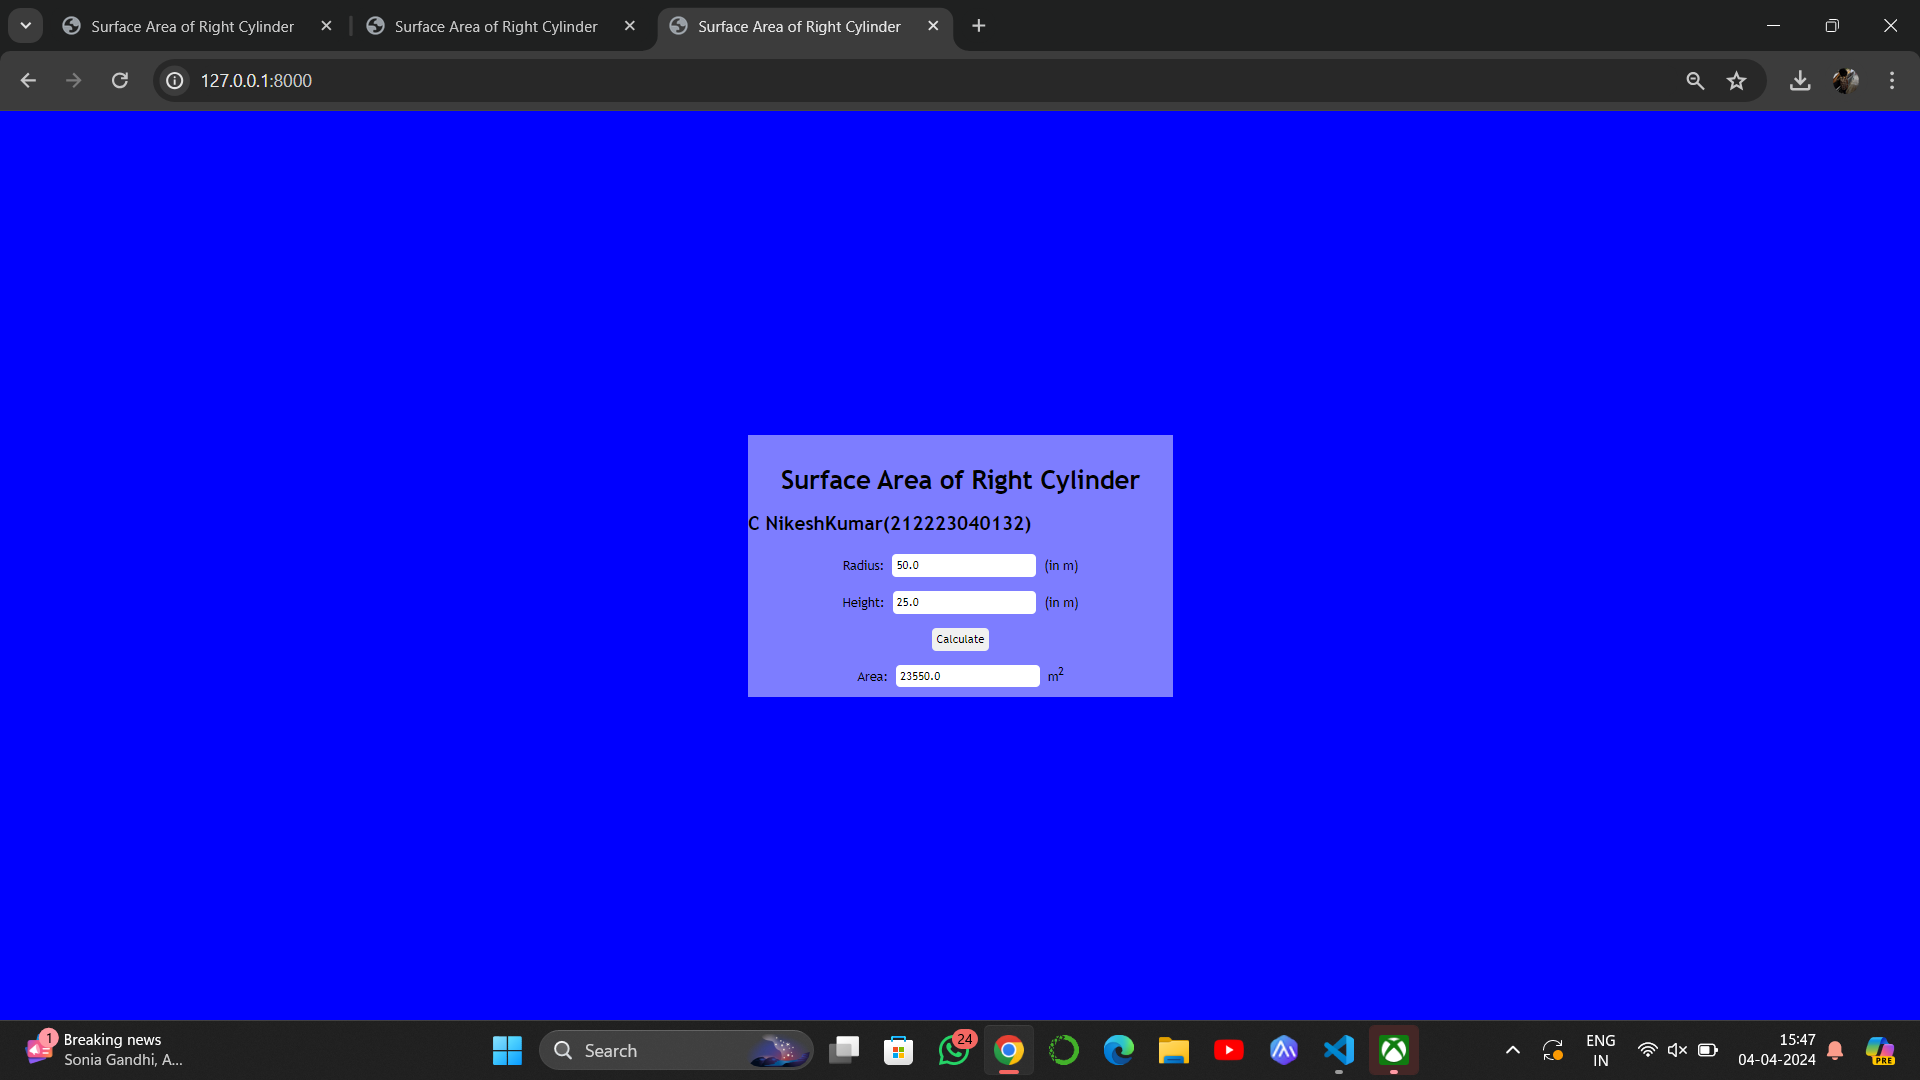 Surface Area of Right Cylinder
Surface Area of Right Cylinder
Surface Area of Right Cylinder
127.0.0.1:8000
Surface Area of Right Cylinder
C NikeshKumar(212223040132)
Radius: 50.0 (in m)
Height: 25.0 (in m)
Calculate
Area: 23550.0 m²
1
Breaking news
Sonia Gandhi, A...
Search
24
ENG
IN
15:47
04-04-2024
PRE